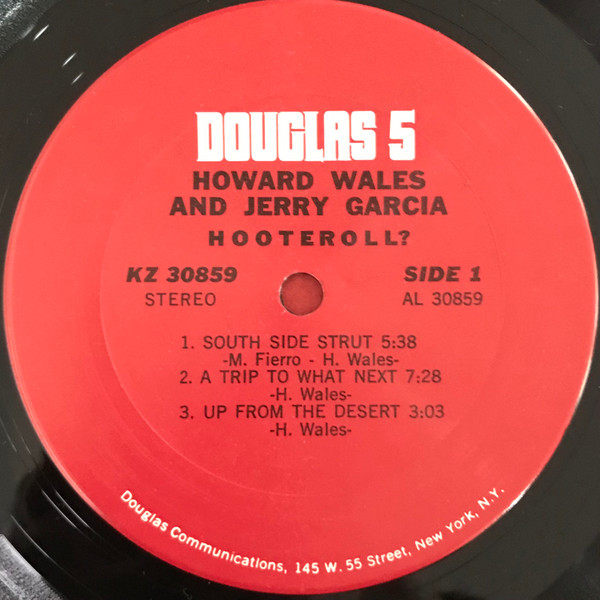 DOUGLAS 5
HOWARD WALES
AND JERRY GARCIA
HOOTEROLL?
KZ 30859 SIDE 1
STEREO AL 30859
1. SOUTH SIDE STRUT 5:38
-M. Fierro - H. Wales-
2. A TRIP TO WHAT NEXT 7:28
-H. Wales-
3. UP FROM THE DESERT 3:03
-H. Wales-
Douglas Communications, 145 W. 55 Street, New York, N.Y.